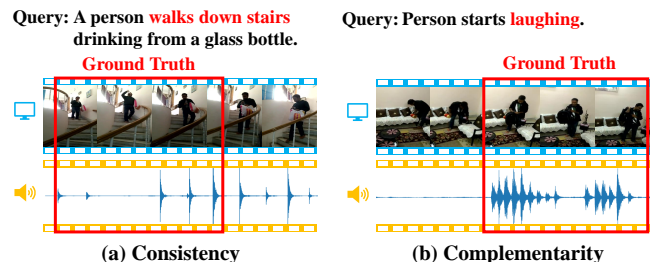 Query: A person walks down stairs
drinking from a glass bottle.
Ground Truth
(a) Consistency
Query: Person starts laughing.
Ground Truth
(b) Complementarity